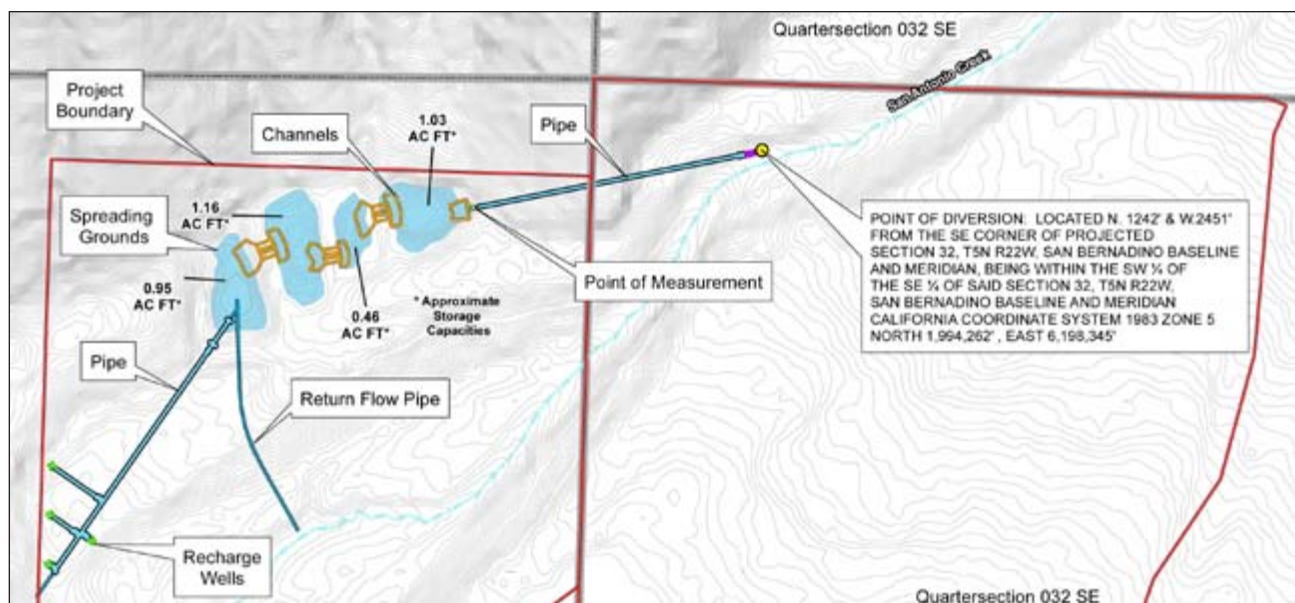 Quartersection 032 SE
San Antonio Creek
Project
Boundary
Channels
1.03
AC FT*
Pipe
1.16
AC FT*
Spreading
Grounds
POINT OF DIVERSION: LOCATED N. 1242' & W.2451'
FROM THE SE CORNER OF PROJECTED
SECTION 32, T5N R22W, SAN BERNADINO BASELINE
AND MERIDIAN, BEING WITHIN THE SW ¼ OF
THE SE ¼ OF SAID SECTION 32, T5N R22W,
SAN BERNADINO BASELINE AND MERIDIAN
CALIFORNIA COORDINATE SYSTEM 1983 ZONE 5
NORTH 1,994,262', EAST 6,198,345'
Point of Measurement
0.95
AC FT*
0.46
AC FT*
* Approximate
Storage
Capacities
Pipe
Return Flow Pipe
Recharge
Wells
Quartersection 032 SE